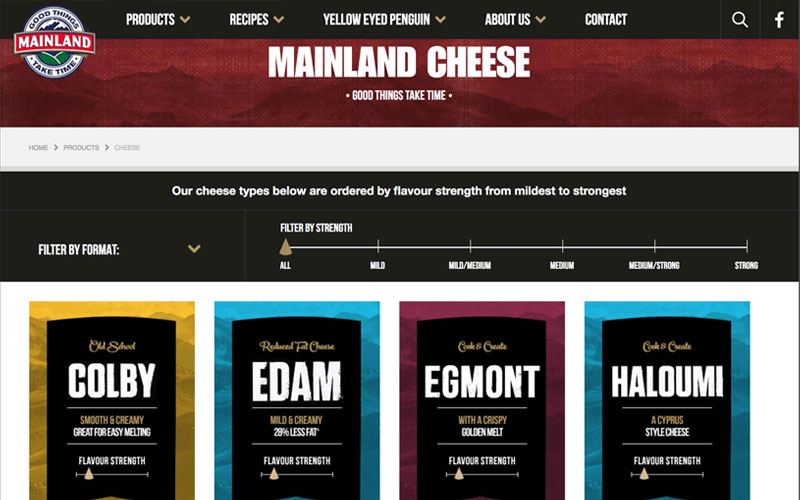 GOOD THINGS
MAINLAND
TAKE TIME
PRODUCTS
RECIPES
YELLOW EYED PENGUIN
ABOUT US
CONTACT
MAINLAND CHEESE
• GOOD THINGS TAKE TIME •
HOME > PRODUCTS > CHEESE
Our cheese types below are ordered by flavour strength from mildest to strongest
FILTER BY FORMAT:
FILTER BY STRENGTH
ALL
MILD
MILD/MEDIUM
MEDIUM
MEDIUM/STRONG
STRONG
Old School
COLBY
SMOOTH & CREAMY
GREAT FOR EASY MELTING
FLAVOUR STRENGTH
Reduced Fat Cheese
EDAM
MILD & CREAMY
28% LESS FAT^
FLAVOUR STRENGTH
Cook & Create
EGMONT
WITH A CRISPY
GOLDEN MELT
FLAVOUR STRENGTH
Cook & Create
HALOUMI
A CYPRUS
STYLE CHEESE
FLAVOUR STRENGTH